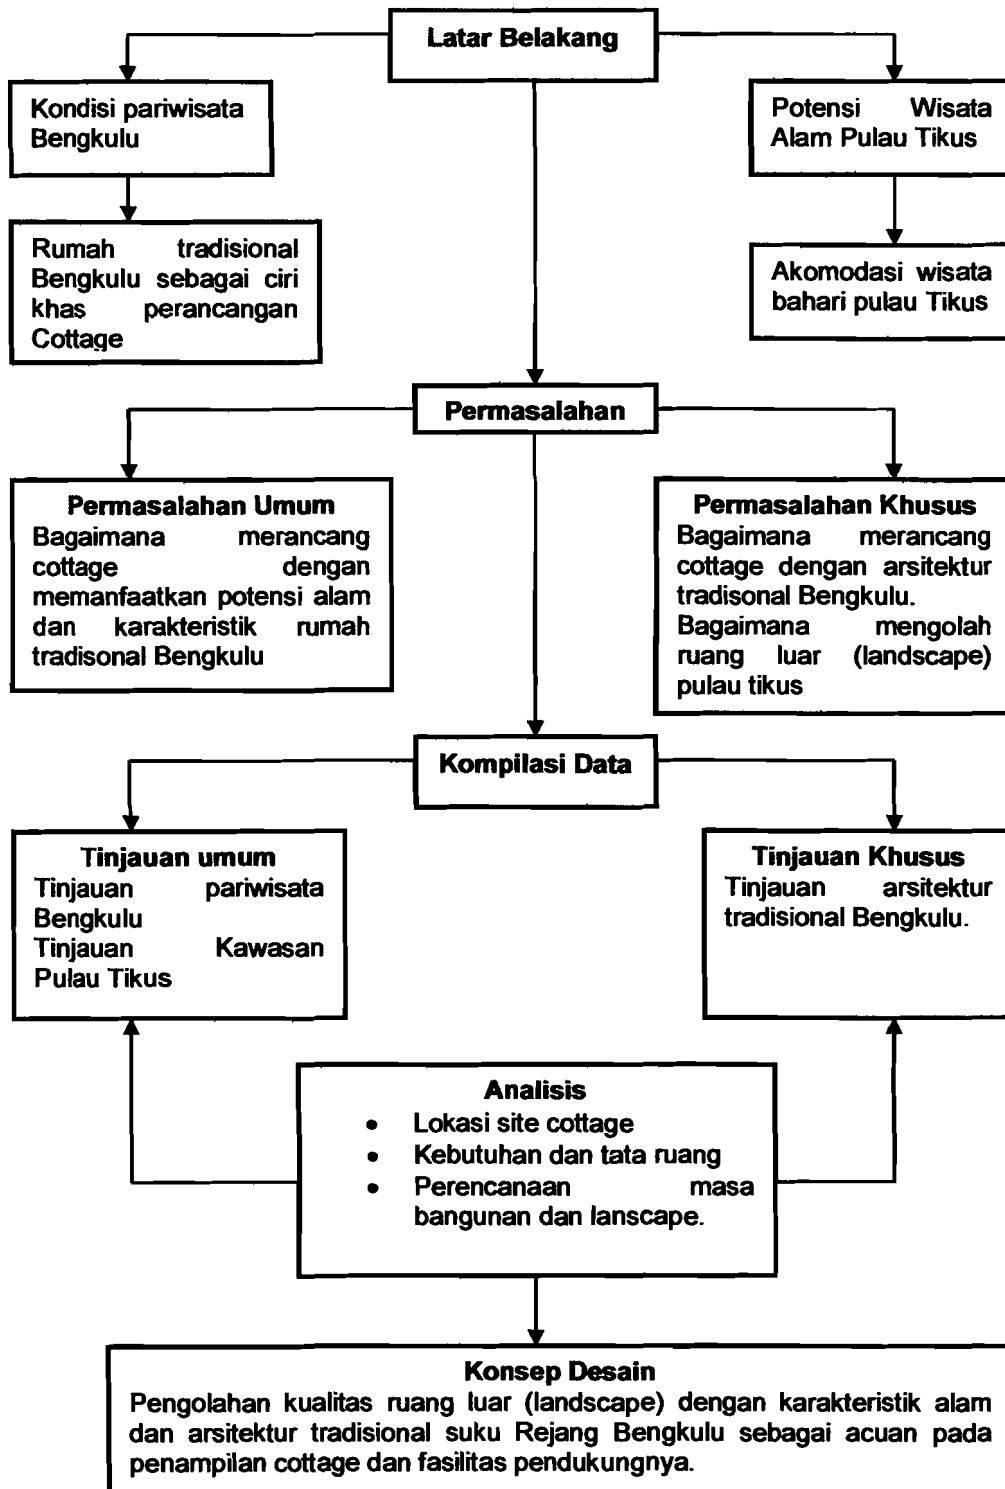 Latar Belakang
Kondisi pariwisata
Bengkulu
Potensi Wisata
Alam Pulau Tikus
Rumah tradisional
Bengkulu sebagai ciri
khas perancangan
Cottage
Akomodasi wisata
bahari pulau Tikus
Permasalahan
Permasalahan Umum
Bagaimana merancang
cottage dengan
memanfaatkan potensi alam
dan karakteristik rumah
tradisonal Bengkulu
Permasalahan Khusus
Bagaimana merancang
cottage dengan arsitektur
tradisonal Bengkulu.
Bagaimana mengolah
ruang luar (landscape)
pulau tikus
Kompilasi Data
Tinjauan umum
Tinjauan pariwisata
Bengkulu
Tinjauan Kawasan
Pulau Tikus
Tinjauan Khusus
Tinjauan arsitektur
tradisional Bengkulu.
Analisis
• Lokasi site cottage
• Kebutuhan dan tata ruang
• Perencanaan masa
bangunan dan lanscape.
Konsep Desain
Pengolahan kualitas ruang luar (landscape) dengan karakteristik alam
dan arsitektur tradisional suku Rejang Bengkulu sebagai acuan pada
penampilan cottage dan fasilitas pendukungnya.